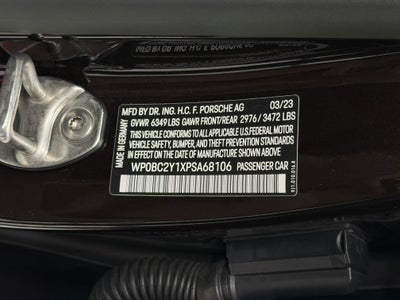 MFD BY DR. ING. H.C. F. PORSCHE AG 03/23
GVWR 6349 LBS GAWR FRONT/REAR 2976/ 3472 LBS
THIS VEHICLE CONFORMS TO ALL APPLICABLE U.S. FEDERAL MOTOR
VEHICLE SAFETY, BUMPER, AND THEFT PREVENTION STANDARDS
IN EFFECT ON THE DATE OF MANUFACTURE SHOWN ABOVE.
WP0BC2Y1XPSA68106 PASSENGER CAR
MADE IN GERMANY